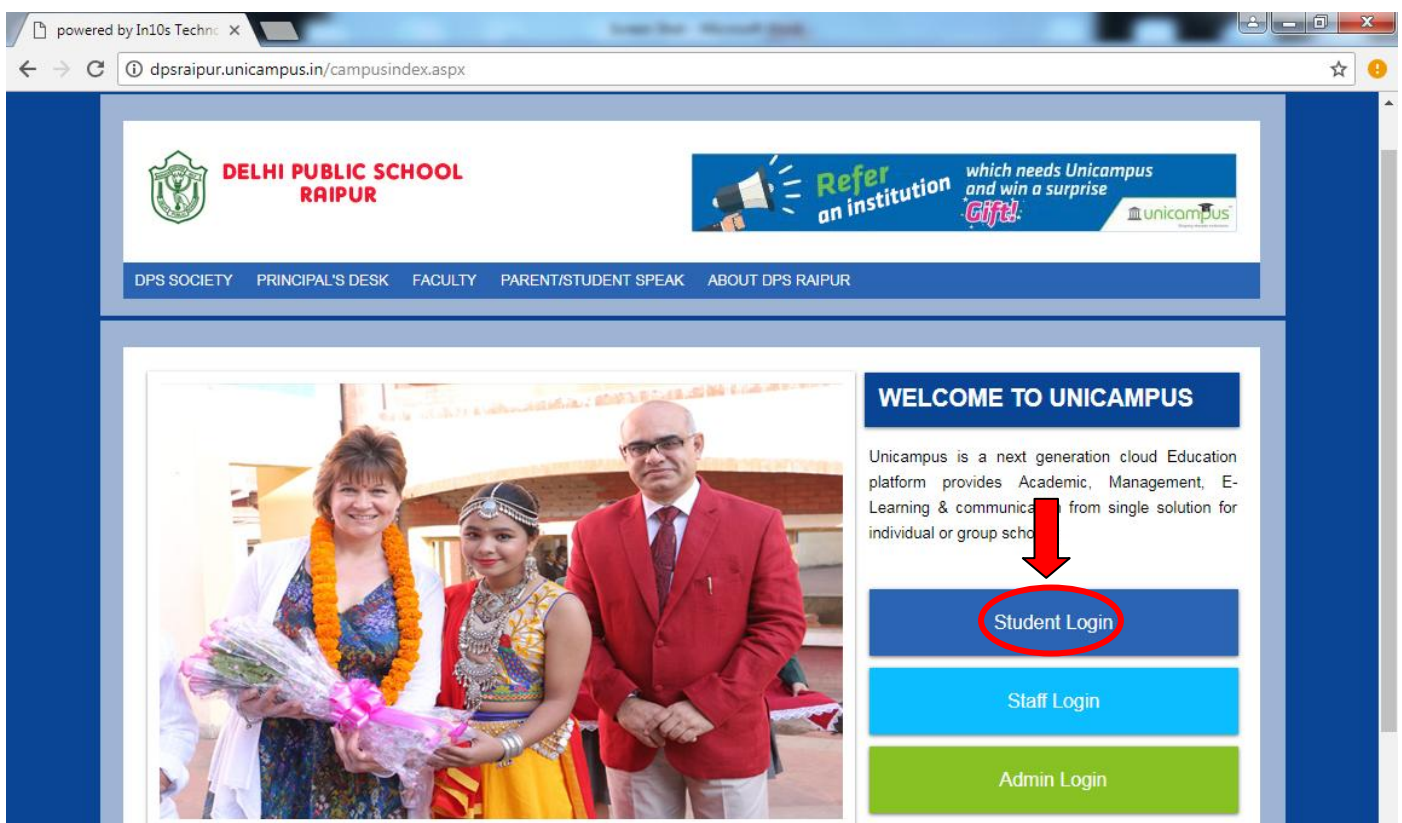 powered by In10s Techno
dpsraipur.unicampus.in/campusindex.aspx
DELHI PUBLIC SCHOOL
RAIPUR
Refer
an institution
which needs Unicampus
and win a surprise
Gift!
unicampus
DPS SOCIETY PRINCIPAL'S DESK FACULTY PARENT/STUDENT SPEAK ABOUT DPS RAIPUR
WELCOME TO UNICAMPUS
Unicampus is a next generation cloud Education
platform provides Academic, Management, E-
Learning & from single solution for
individual or group
Student Login
Staff Login
Admin Login